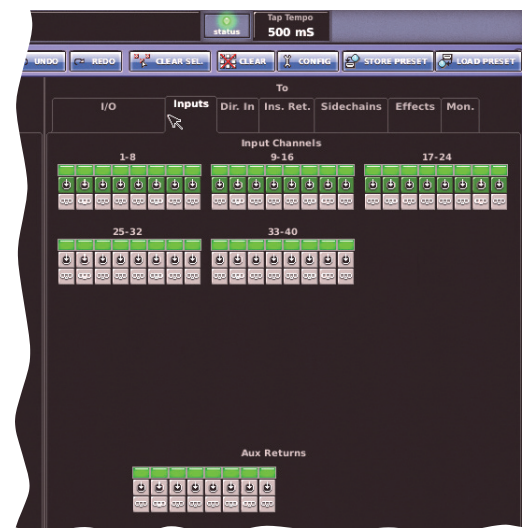 Tap Tempo
status 500 mS
UNDO REDO CLEAR SEL. CLEAR CONFIG STORE PRESET LOAD PRESET
To
I/O Inputs Dir. In Ins. Ret. Sidechains Effects Mon.
Input Channels
1-8 9-16 17-24
25-32 33-40
Aux Returns